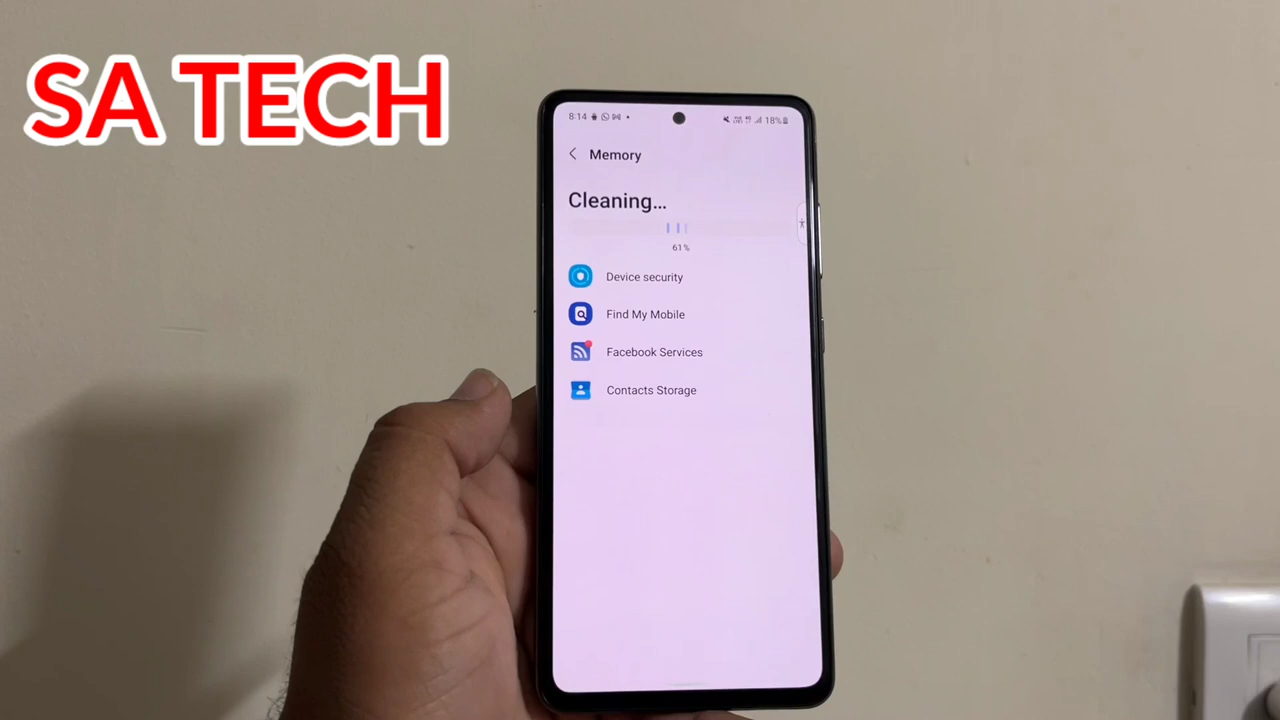 SA TECH
8:14
18%
Memory
Cleaning...
61%
Device security
Find My Mobile
Facebook Services
Contacts Storage